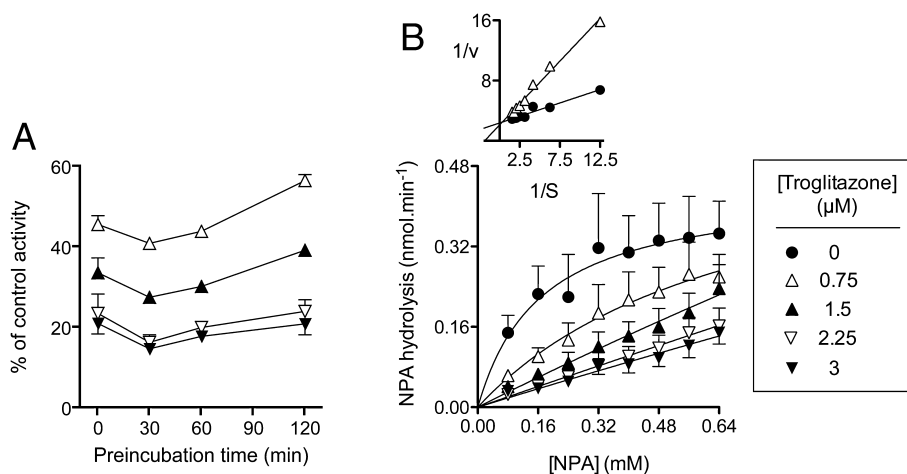 A
% of control activity
60
40
20
0
0 30 60 90 120
Preincubation time (min)
B
1/v
16
8
2.5 7.5 12.5
1/S
NPA hydrolysis (nmol.min⁻¹)
0.48
0.32
0.16
0.00
0.00 0.16 0.32 0.48 0.64
[NPA] (mM)
[Troglitazone]
(µM)
0
0.75
1.5
2.25
3